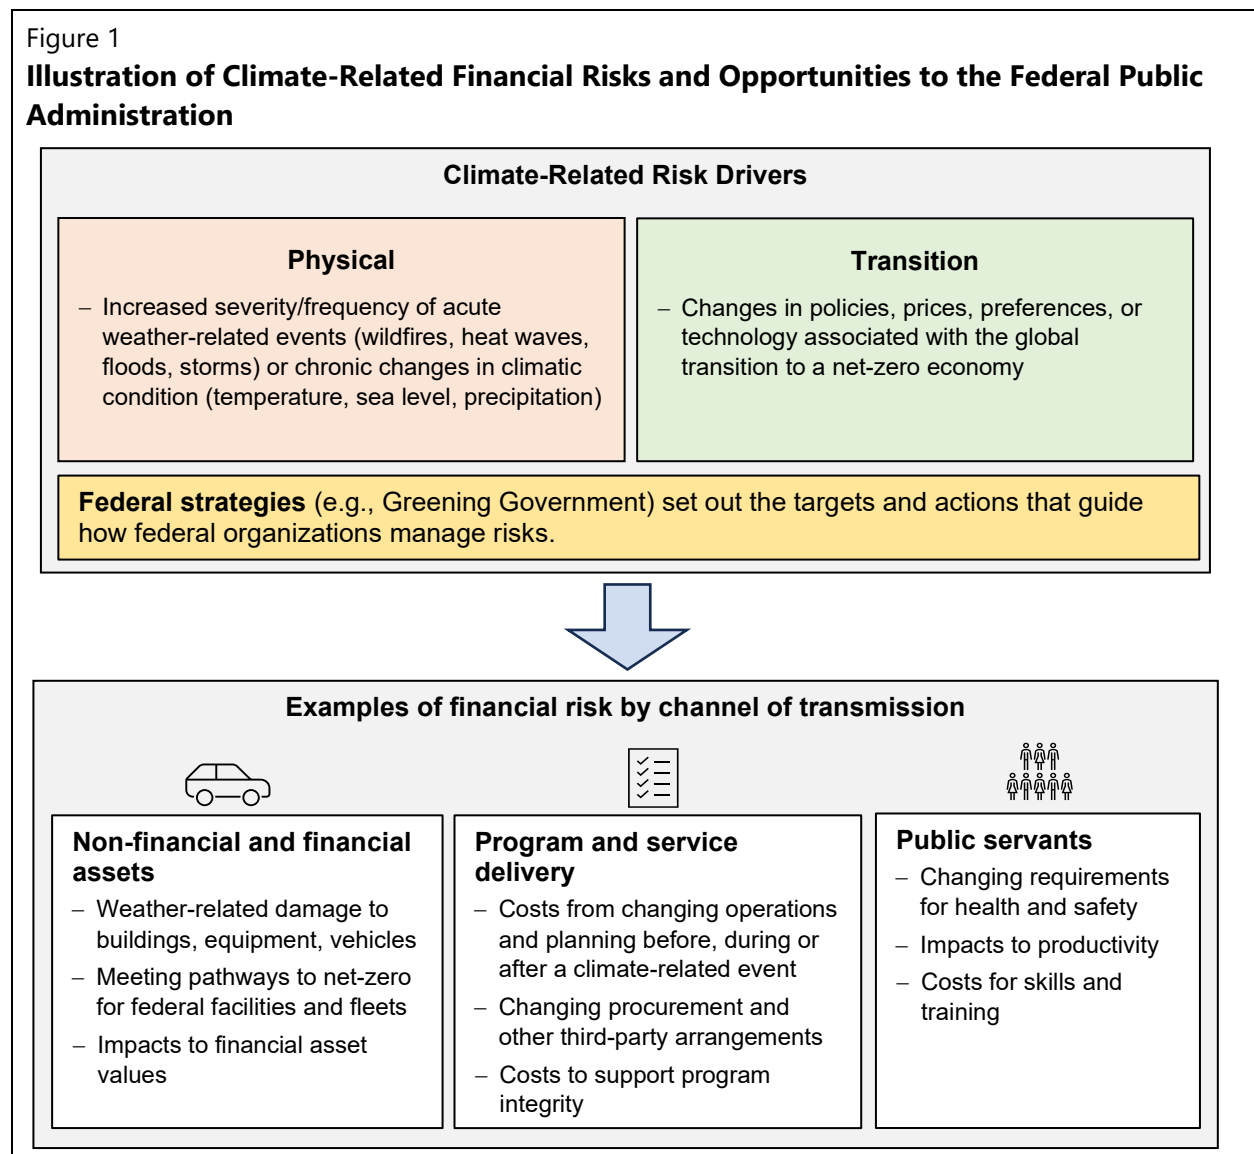 Figure 1
Illustration of Climate-Related Financial Risks and Opportunities to the Federal Public
Administration
Climate-Related Risk Drivers
Physical
– Increased severity/frequency of acute
weather-related events (wildfires, heat waves,
floods, storms) or chronic changes in climatic
condition (temperature, sea level, precipitation)
Transition
– Changes in policies, prices, preferences, or
technology associated with the global
transition to a net-zero economy
Federal strategies (e.g., Greening Government) set out the targets and actions that guide
how federal organizations manage risks.
Examples of financial risk by channel of transmission
Non-financial and financial
assets
– Weather-related damage to
buildings, equipment, vehicles
– Meeting pathways to net-zero
for federal facilities and fleets
– Impacts to financial asset
values
Program and service
delivery
– Costs from changing operations
and planning before, during or
after a climate-related event
– Changing procurement and
other third-party arrangements
– Costs to support program
integrity
Public servants
– Changing requirements
for health and safety
– Impacts to productivity
– Costs for skills and
training